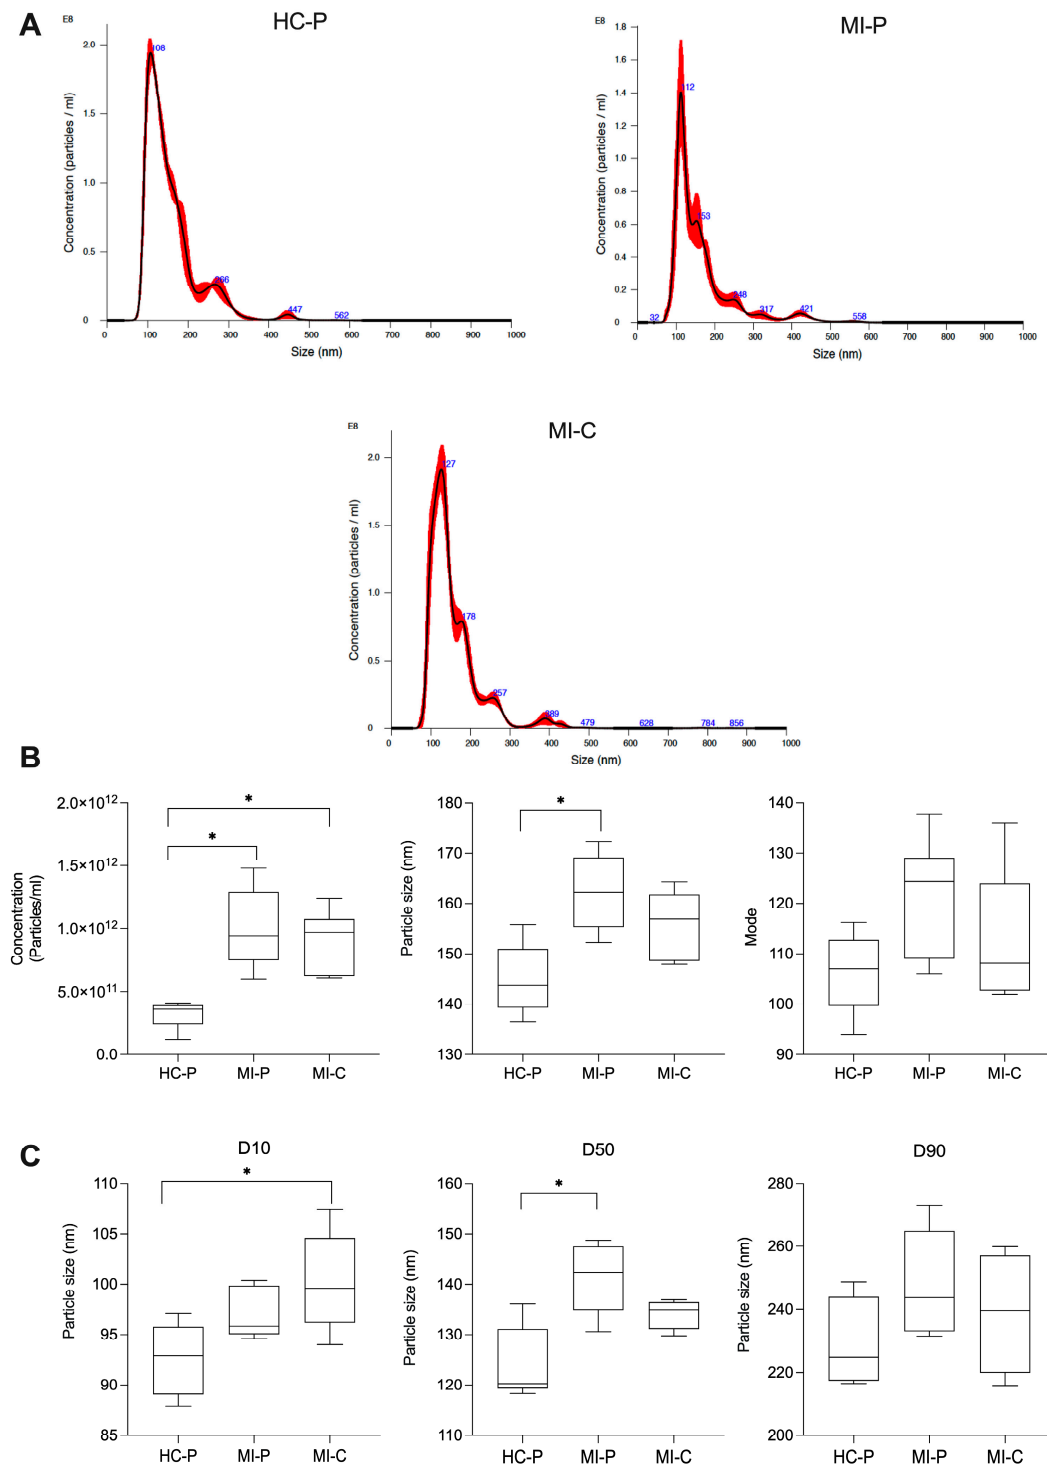 A
HC-P
E8
Concentration (particles / ml)
2.0
1.5
1.0
0.5
0
106
266
447
562
0 100 200 300 400 500 600 700 800 900 1000
Size (nm)
MI-P
E8
Concentration (particles / ml)
1.8
1.6
1.4
1.2
1.0
0.8
0.6
0.4
0.2
0
32
112
153
248
317
421
558
0 100 200 300 400 500 600 700 800 900 1000
Size (nm)
MI-C
E8
Concentration (particles / ml)
2.0
1.5
1.0
0.5
0
127
178
257
389
479
628
784
856
0 100 200 300 400 500 600 700 800 900 1000
Size (nm)
B
Concentration
(Particles/ml)
2.0×10¹²
1.5×10¹²
1.0×10¹²
5.0×10¹¹
0.0
*
*
HC-P MI-P MI-C
Particle size (nm)
180
170
160
150
140
130
*
HC-P MI-P MI-C
Mode
140
130
120
110
100
90
HC-P MI-P MI-C
C
D10
Particle size (nm)
110
105
100
95
90
85
*
HC-P MI-P MI-C
D50
Particle size (nm)
160
150
140
130
120
110
*
HC-P MI-P MI-C
D90
Particle size (nm)
280
260
240
220
200
HC-P MI-P MI-C